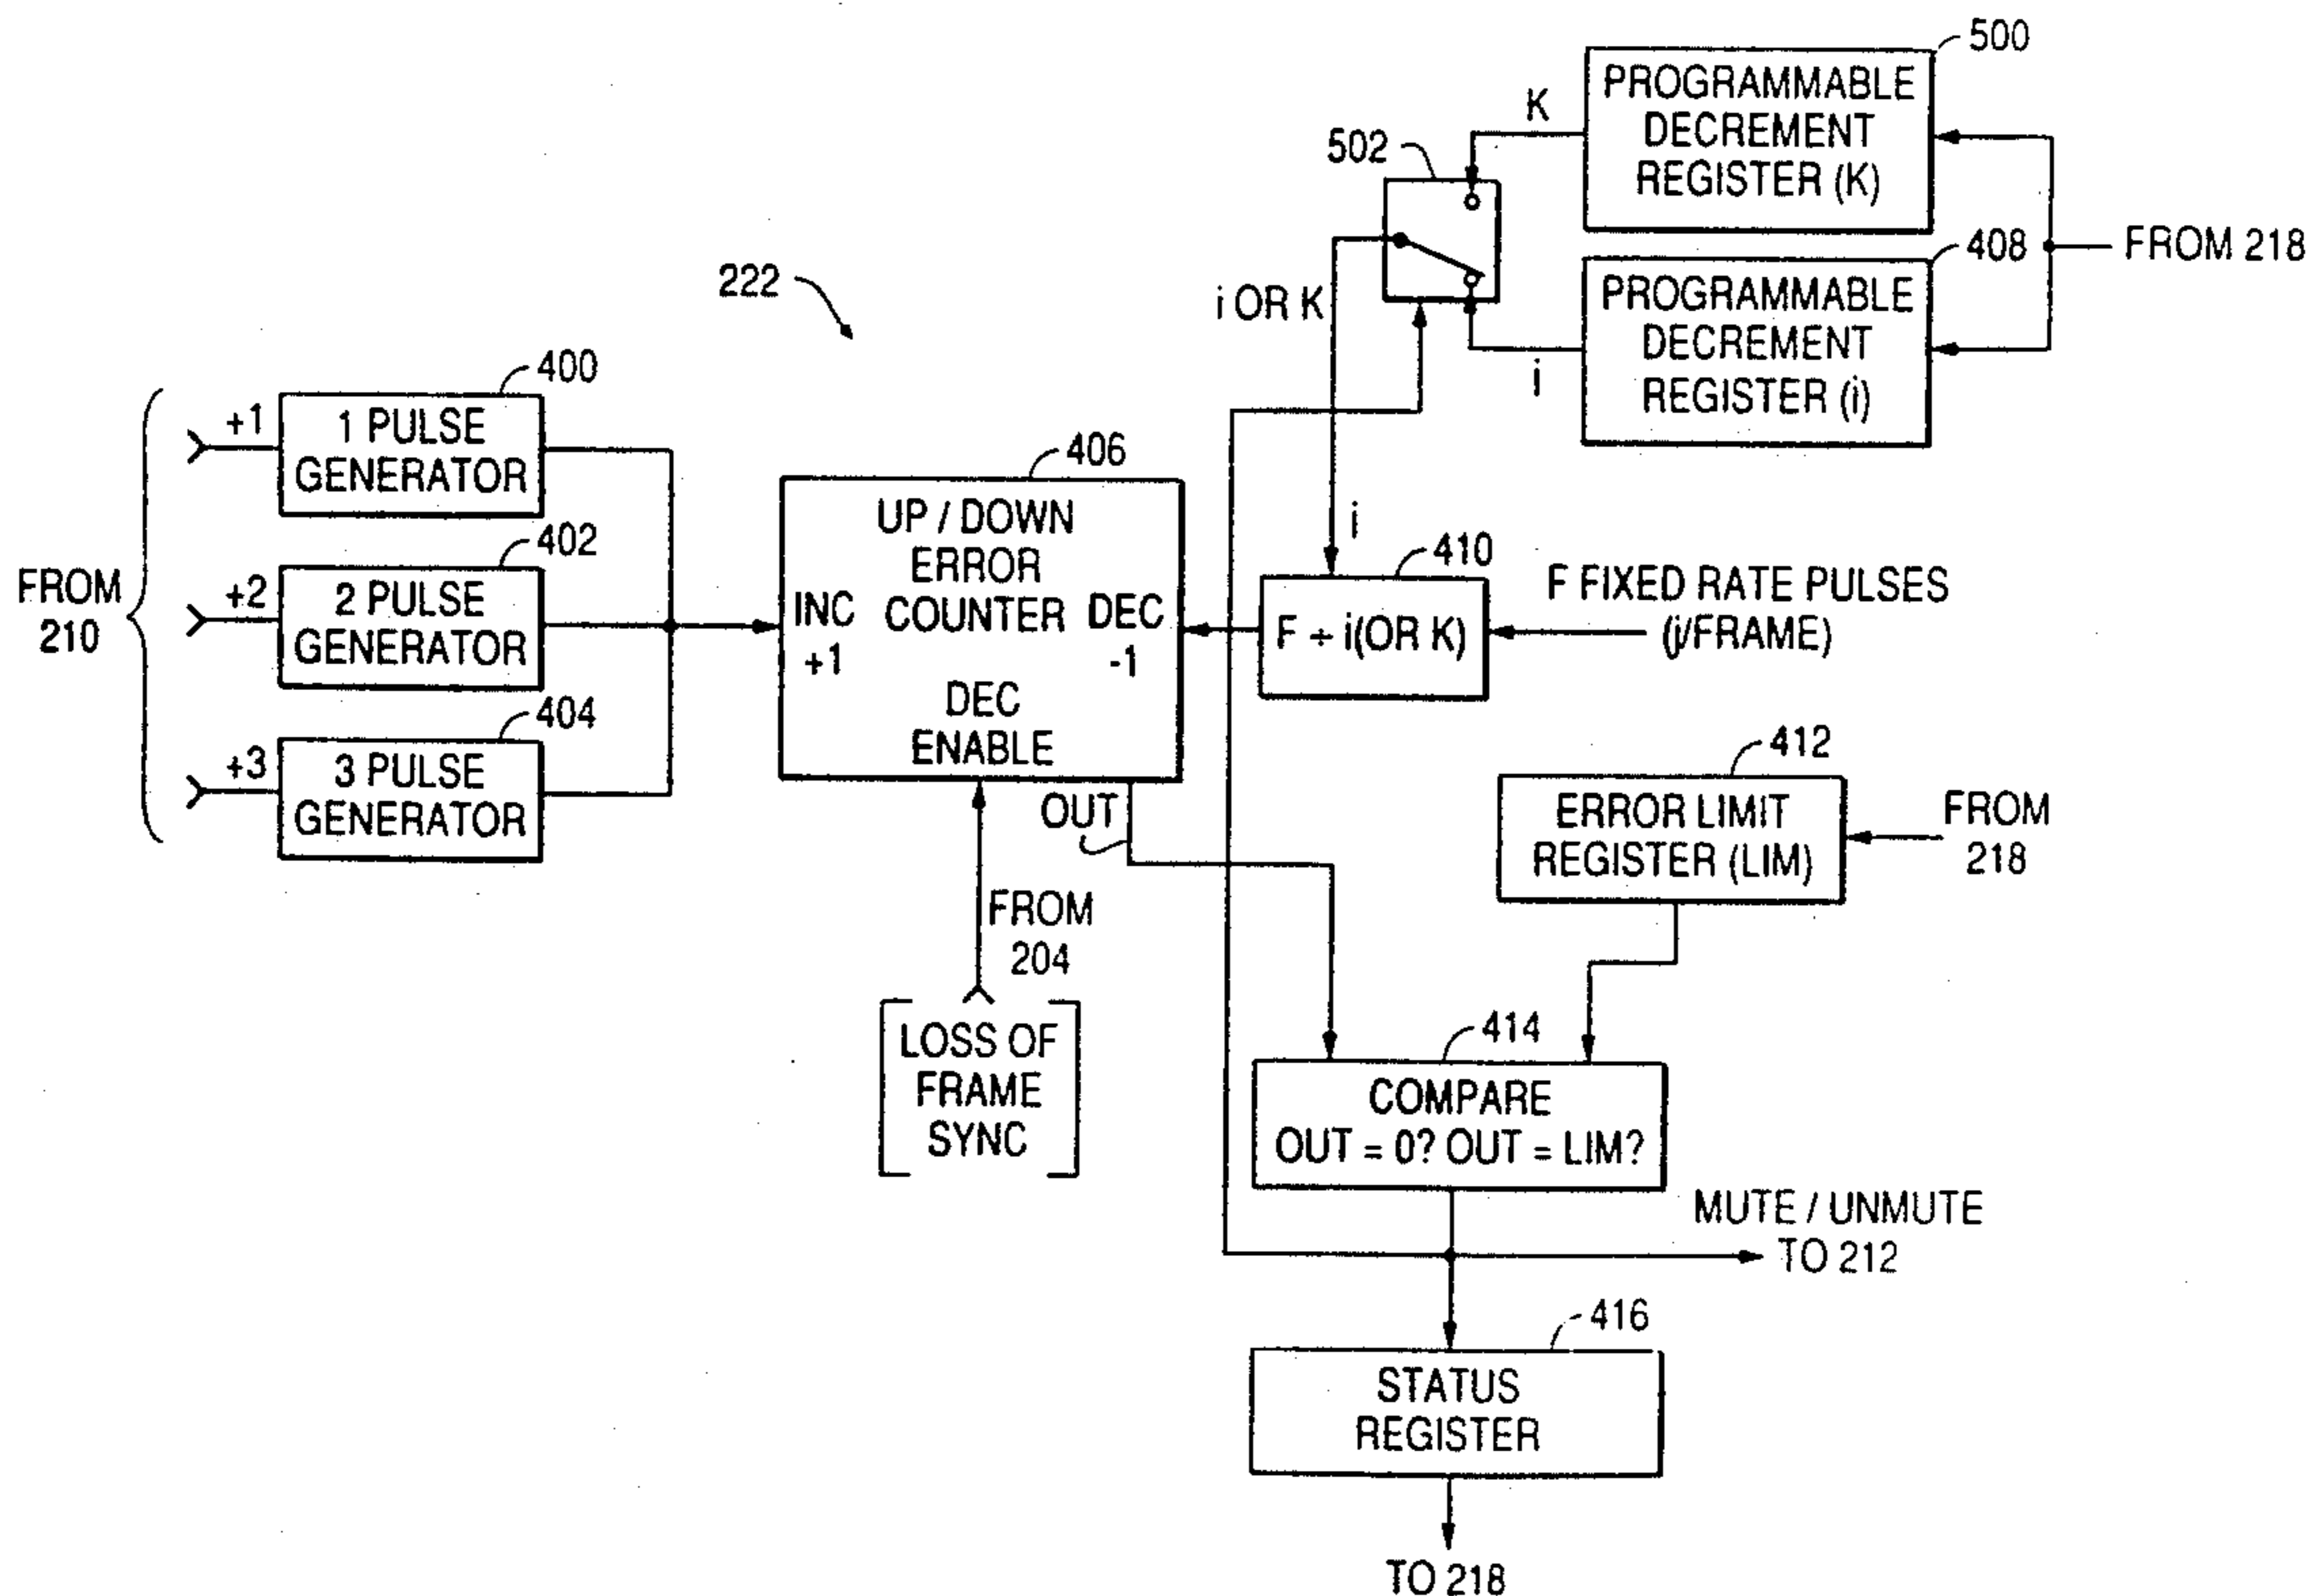 500
PROGRAMMABLE
DECREMENT
REGISTER (K)
K
502
FROM 218
408
PROGRAMMABLE
DECREMENT
REGISTER (i)
i
i OR K
222
FROM
210
+1
400
1 PULSE
GENERATOR
+2
402
2 PULSE
GENERATOR
+3
404
3 PULSE
GENERATOR
406
UP / DOWN
ERROR
COUNTER
INC
+1
DEC
-1
DEC
ENABLE
OUT
i
410
F ÷ i(OR K)
F FIXED RATE PULSES
(j/FRAME)
412
ERROR LIMIT
REGISTER (LIM)
FROM
218
FROM
204
LOSS OF
FRAME
SYNC
414
COMPARE
OUT = 0? OUT = LIM?
MUTE / UNMUTE
TO 212
416
STATUS
REGISTER
TO 218